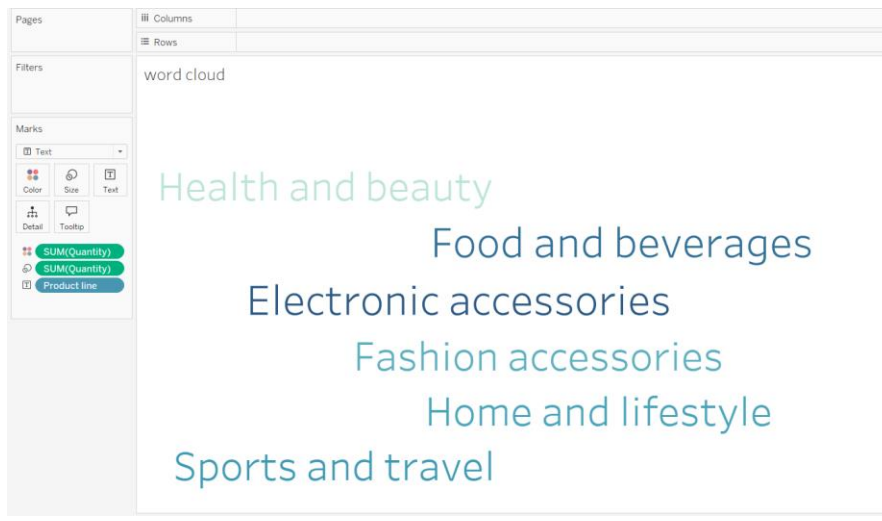 Pages
Columns
Rows
Filters
Marks
Text
Color Size Text
Detail Tooltip
SUM(Quantity)
SUM(Quantity)
Product line
word cloud
Health and beauty
Food and beverages
Electronic accessories
Fashion accessories
Home and lifestyle
Sports and travel